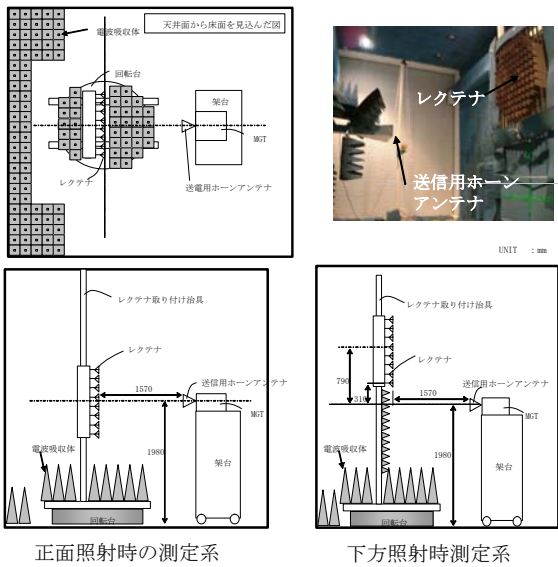 天井面から床面を見込んだ図
電波吸収体
回転台
架台
MGT
レクテナ
送電用ホーンアンテナ
レクテナ
送信用ホーン
アンテナ
UNIT : mm
レクテナ取り付け治具
レクテナ
1570
送信用ホーンアンテナ
MGT
1980
電波吸収体
架台
回転台
正面照射時の測定系
レクテナ取り付け治具
レクテナ
790
310
1570
送信用ホーンアンテナ
MGT
1980
電波吸収体
架台
回転台
下方照射時測定系